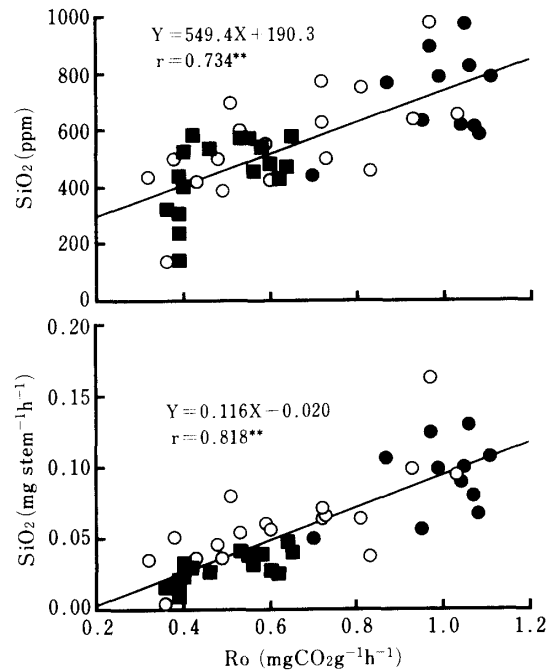 1000
800
600
400
200
0
SiO₂(ppm)
Y=549.4X+190.3
r=0.734**
0.20
0.15
0.10
0.05
0.00
SiO₂(mg stem⁻¹h⁻¹)
Y=0.116X−0.020
r=0.818**
0.2 0.4 0.6 0.8 1.0 1.2
Ro (mgCO₂g⁻¹h⁻¹)